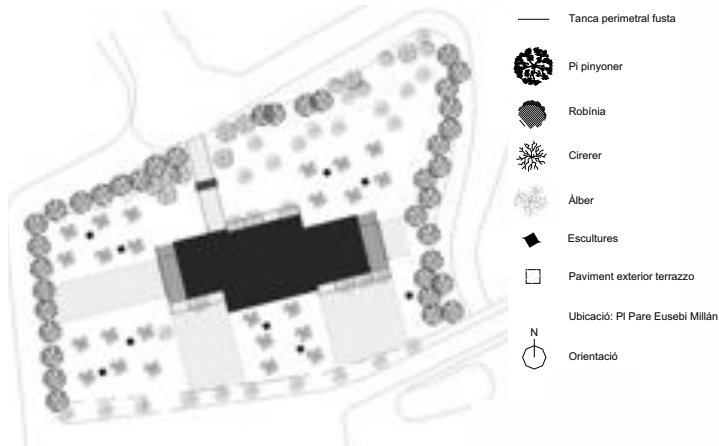 Tanca perimetral fusta
Pi pinyoner
Robínia
Cirerer
Àlber
Escultures
Paviment exterior terrazzo
Ubicació: Pl Pare Eusebi Millán
N
Orientació